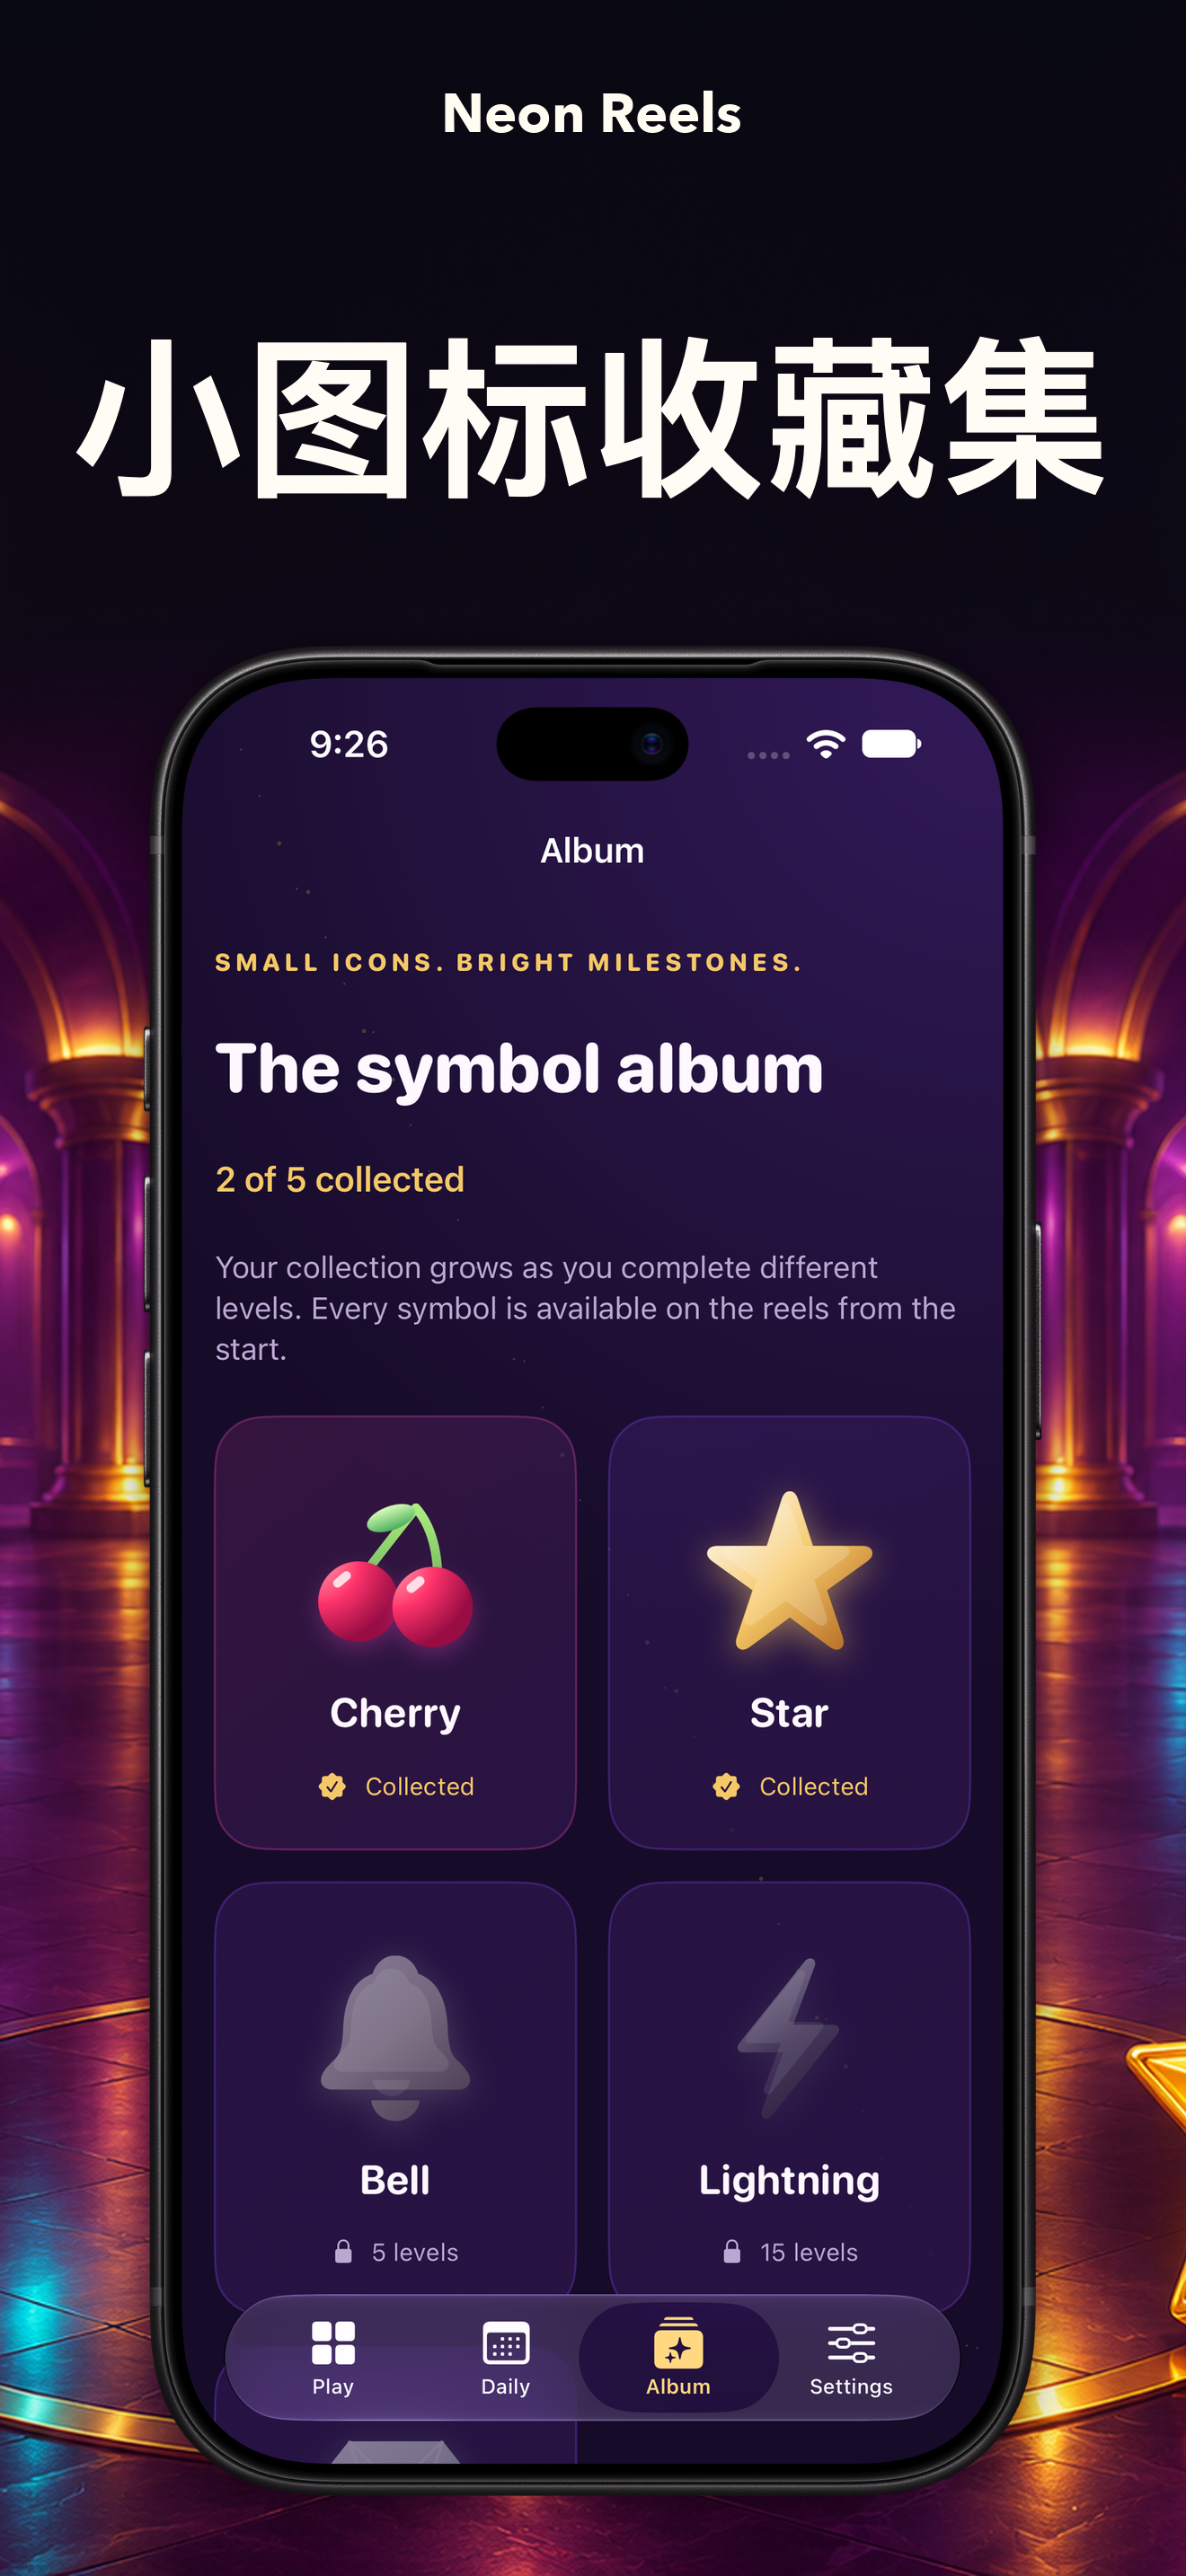 Neon Reels
小图标收藏集
9:26
Album
SMALL ICONS. BRIGHT MILESTONES.
The symbol album
2 of 5 collected
Your collection grows as you complete different
levels. Every symbol is available on the reels from the
start.
Cherry
Star
Collected
Collected
Bell
Lightning
5 levels
15 levels
Play
Daily
Album
Settings